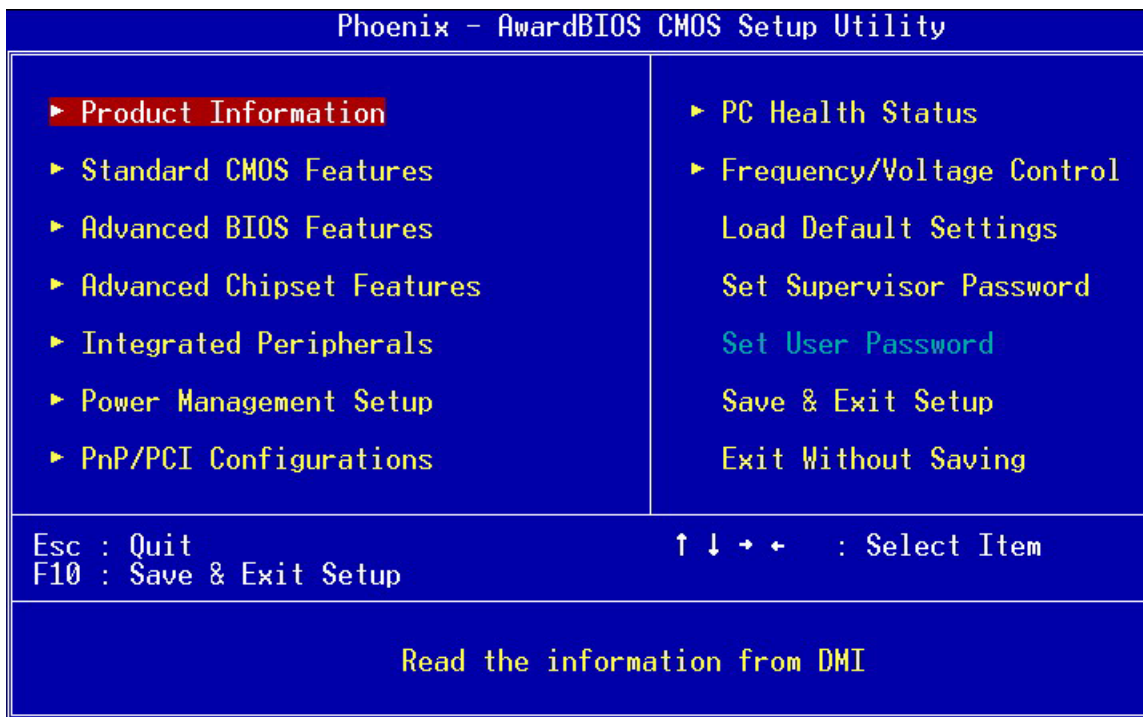 Phoenix - AwardBIOS CMOS Setup Utility
► Product Information
► Standard CMOS Features
► Advanced BIOS Features
► Advanced Chipset Features
► Integrated Peripherals
► Power Management Setup
► PnP/PCI Configurations
► PC Health Status
► Frequency/Voltage Control
Load Default Settings
Set Supervisor Password
Set User Password
Save & Exit Setup
Exit Without Saving
Esc : Quit
F10 : Save & Exit Setup
↑ ↓ → ← : Select Item
Read the information from DMI